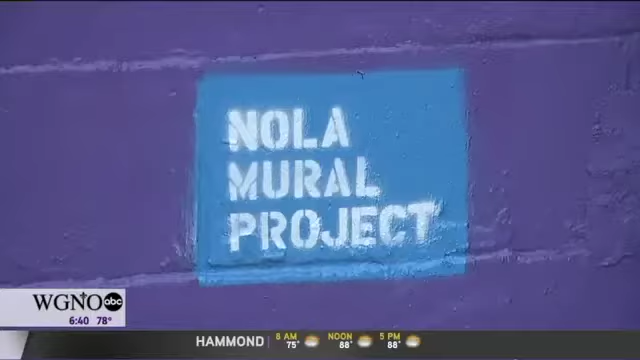 NOLA
MURAL
PROJECT
WGNO abc
6:40 78°
HAMMOND 8 AM 75° NOON 88° 5 PM 88°